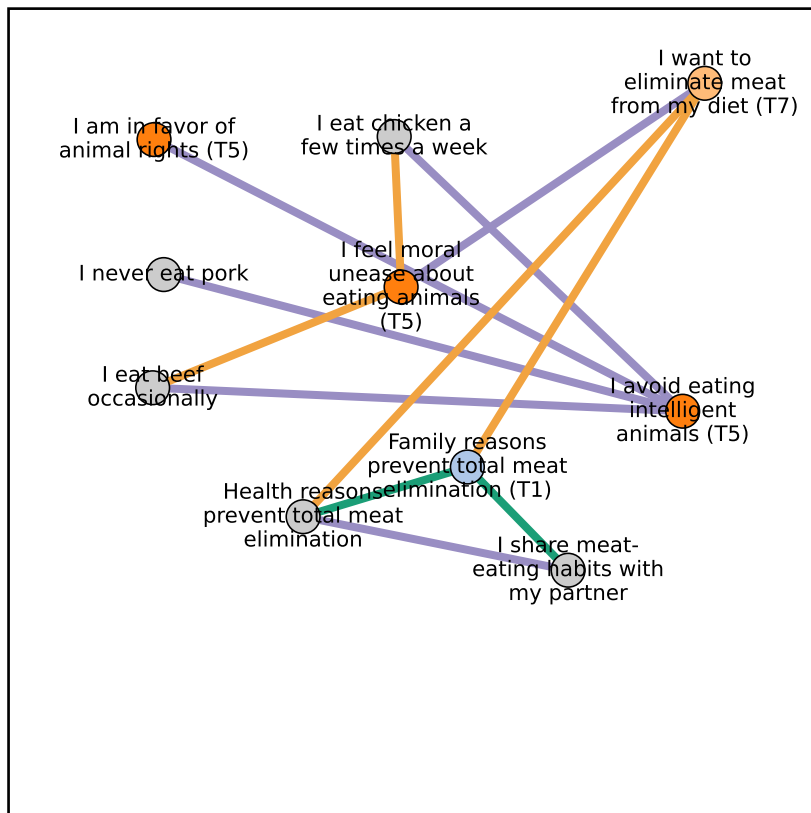 I want to
eliminate meat
from my diet (T7)
I am in favor of
animal rights (T5)
I eat chicken a
few times a week
I feel moral
unease about
eating animals
(T5)
I never eat pork
I eat beef
occasionally
I avoid eating
intelligent
animals (T5)
Family reasons
prevent total meat
elimination (T1)
Health reasons
prevent total meat
elimination
I share meat-
eating habits with
my partner